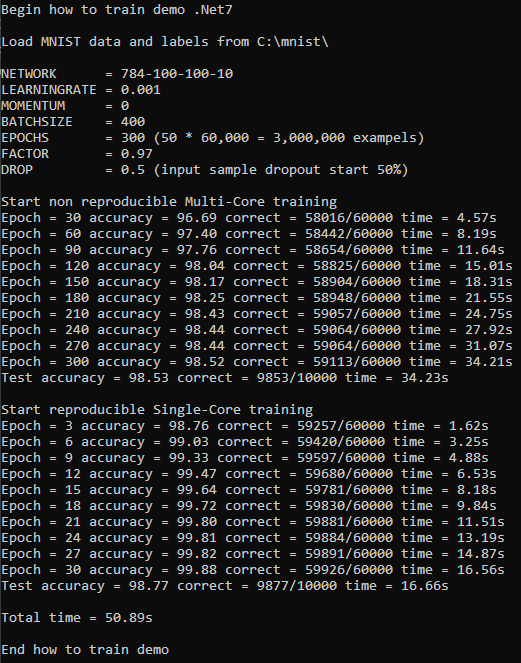 Begin how to train demo .Net7
Load MNIST data and labels from C:\mnist\
NETWORK = 784-100-100-10
LEARNINGRATE = 0.001
MOMENTUM = 0
BATCHSIZE = 400
EPOCHS = 300 (50 * 60,000 = 3,000,000 exampels)
FACTOR = 0.97
DROP = 0.5 (input sample dropout start 50%)
Start non reproducible Multi-Core training
Epoch = 30 accuracy = 96.69 correct = 58016/60000 time = 4.57s
Epoch = 60 accuracy = 97.40 correct = 58442/60000 time = 8.19s
Epoch = 90 accuracy = 97.76 correct = 58654/60000 time = 11.64s
Epoch = 120 accuracy = 98.04 correct = 58825/60000 time = 15.01s
Epoch = 150 accuracy = 98.17 correct = 58904/60000 time = 18.31s
Epoch = 180 accuracy = 98.25 correct = 58948/60000 time = 21.55s
Epoch = 210 accuracy = 98.43 correct = 59057/60000 time = 24.75s
Epoch = 240 accuracy = 98.44 correct = 59064/60000 time = 27.92s
Epoch = 270 accuracy = 98.44 correct = 59064/60000 time = 31.07s
Epoch = 300 accuracy = 98.52 correct = 59113/60000 time = 34.21s
Test accuracy = 98.53 correct = 9853/10000 time = 34.23s
Start reproducible Single-Core training
Epoch = 3 accuracy = 98.76 correct = 59257/60000 time = 1.62s
Epoch = 6 accuracy = 99.03 correct = 59420/60000 time = 3.25s
Epoch = 9 accuracy = 99.33 correct = 59597/60000 time = 4.88s
Epoch = 12 accuracy = 99.47 correct = 59680/60000 time = 6.53s
Epoch = 15 accuracy = 99.64 correct = 59781/60000 time = 8.18s
Epoch = 18 accuracy = 99.72 correct = 59830/60000 time = 9.84s
Epoch = 21 accuracy = 99.80 correct = 59881/60000 time = 11.51s
Epoch = 24 accuracy = 99.81 correct = 59884/60000 time = 13.19s
Epoch = 27 accuracy = 99.82 correct = 59891/60000 time = 14.87s
Epoch = 30 accuracy = 99.88 correct = 59926/60000 time = 16.56s
Test accuracy = 98.77 correct = 9877/10000 time = 16.66s
Total time = 50.89s
End how to train demo